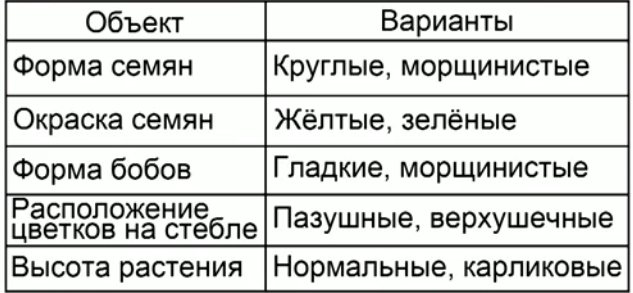 Объект Варианты
Форма семян Круглые, морщинистые
Окраска семян Жёлтые, зелёные
Форма бобов Гладкие, морщинистые
Расположение
цветков на стебле Пазушные, верхушечные
Высота растения Нормальные, карликовые